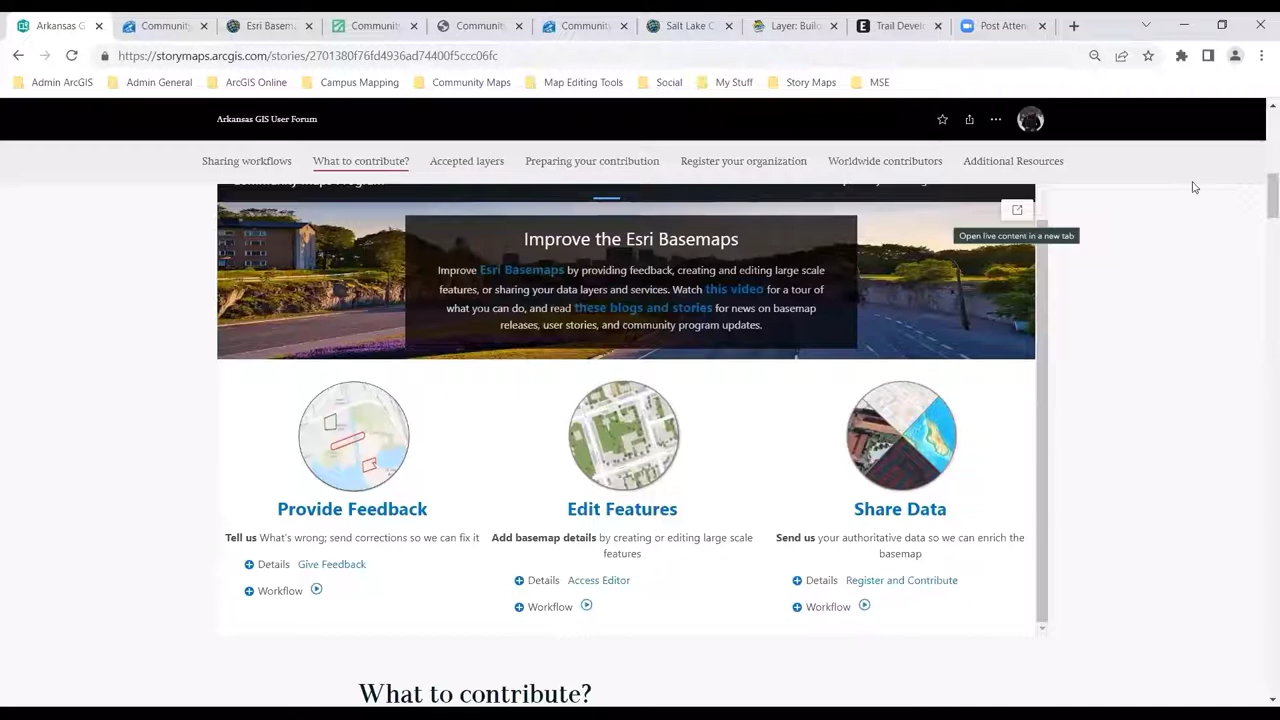 Arkansas GIS
Community
Esri Basem
Community
Community
Community
Salt Lake C
Layer: Build
Trail Devel
Post Atten
https://storymaps.arcgis.com/stories/2701380f76fd4936ad74400f5ccc06fc
Admin ArcGIS
Admin General
ArcGIS Online
Campus Mapping
Community Maps
Map Editing Tools
Social
My Stuff
Story Maps
MSE
Arkansas GIS User Forum
Sharing workflows
What to contribute?
Accepted layers
Preparing your contribution
Register your organization
Worldwide contributors
Additional Resources
Community Maps Program
Open live content in a new tab
Improve the Esri Basemaps
Improve Esri Basemaps by providing feedback, creating and editing large scale
features, or sharing your data layers and services. Watch this video for a tour of
what you can do, and read these blogs and stories for news on basemap
releases, user stories, and community program updates.
Provide Feedback
Tell us What's wrong; send corrections so we can fix it
Details Give Feedback
Workflow
Edit Features
Add basemap details by creating or editing large scale
features
Details Access Editor
Workflow
Share Data
Send us your authoritative data so we can enrich the
basemap
Details Register and Contribute
Workflow
What to contribute?